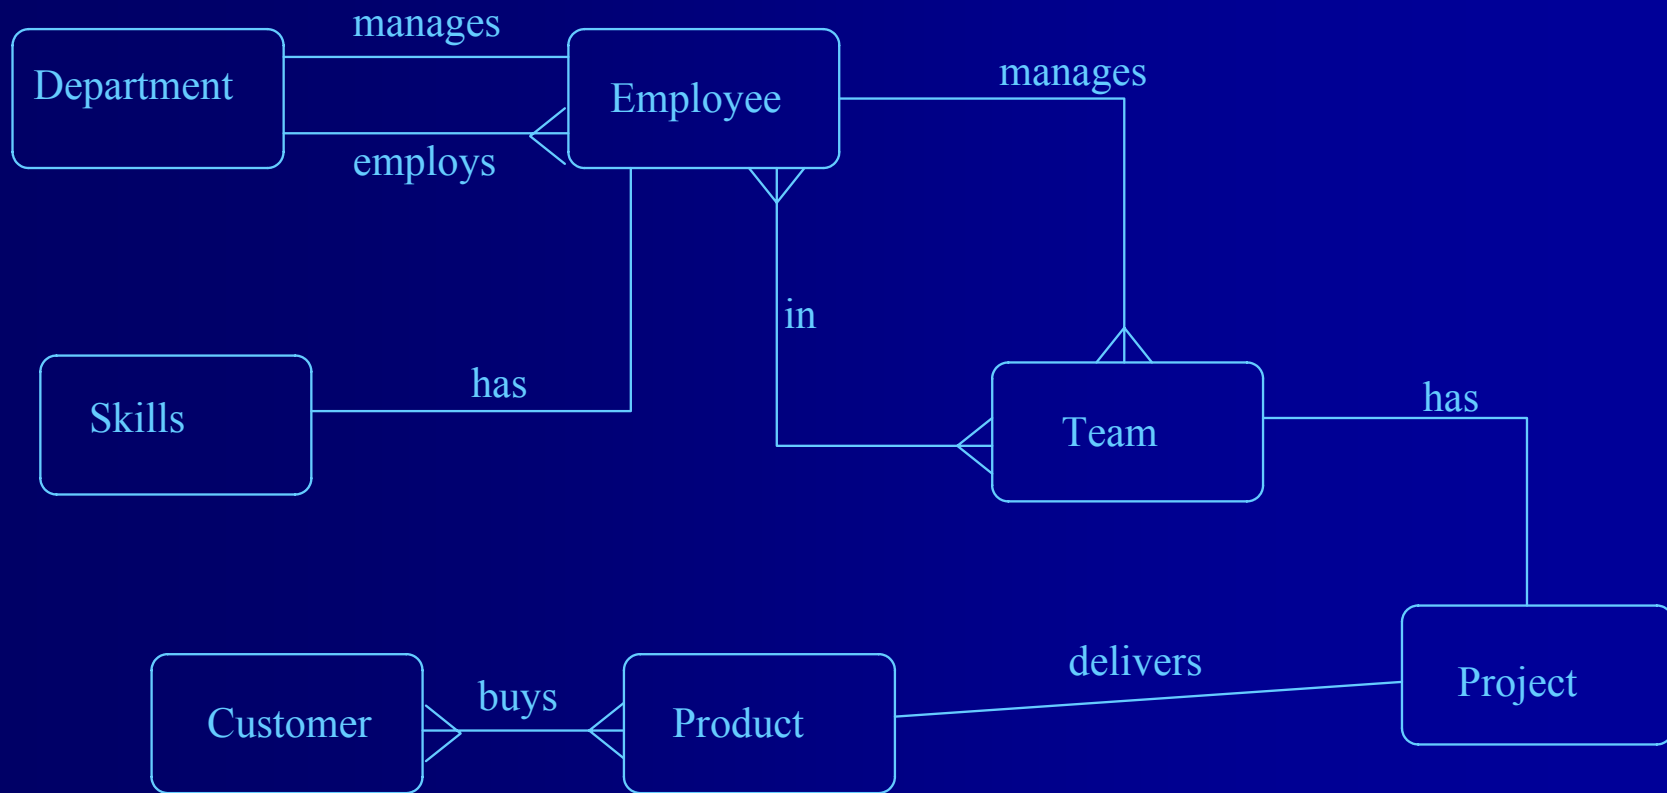 manages
Department
Employee
manages
employs
in
has
Skills
has
Team
delivers
Project
buys
Customer
Product